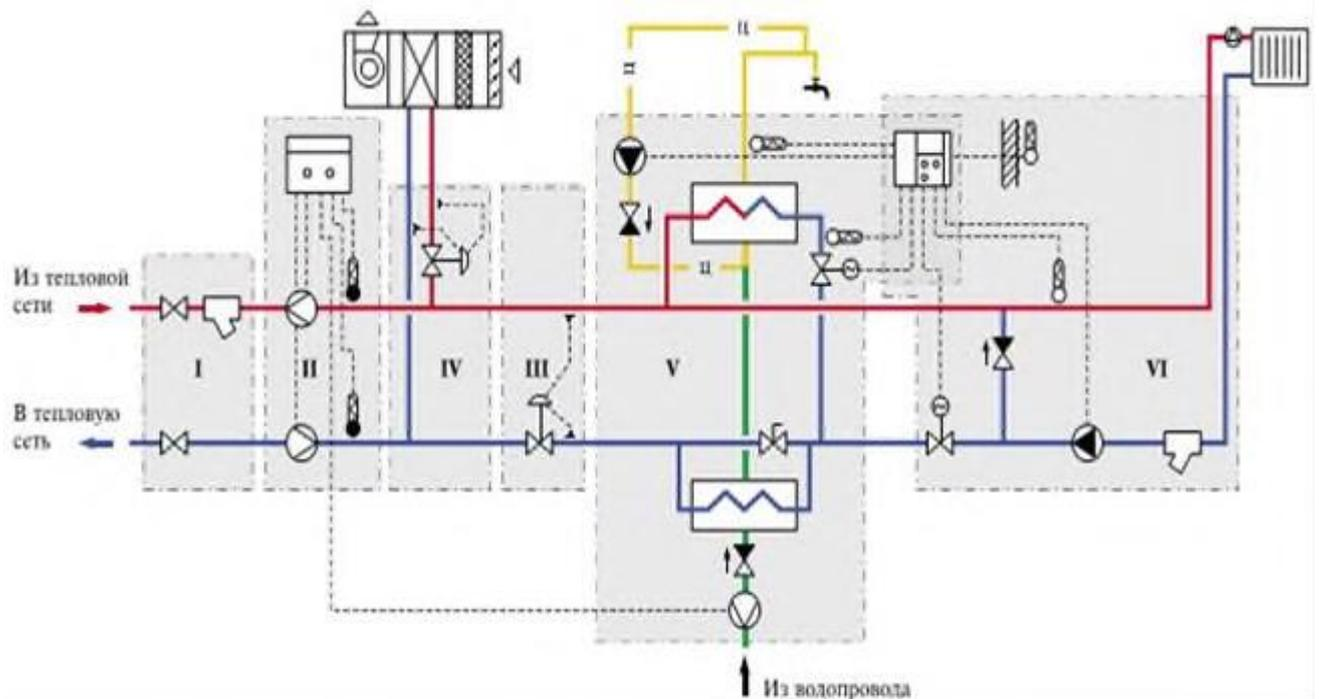 ц
ц
ц
Из тепловой
сети
I
II
IV
III
V
VI
В тепловую
сеть
Из водопровода